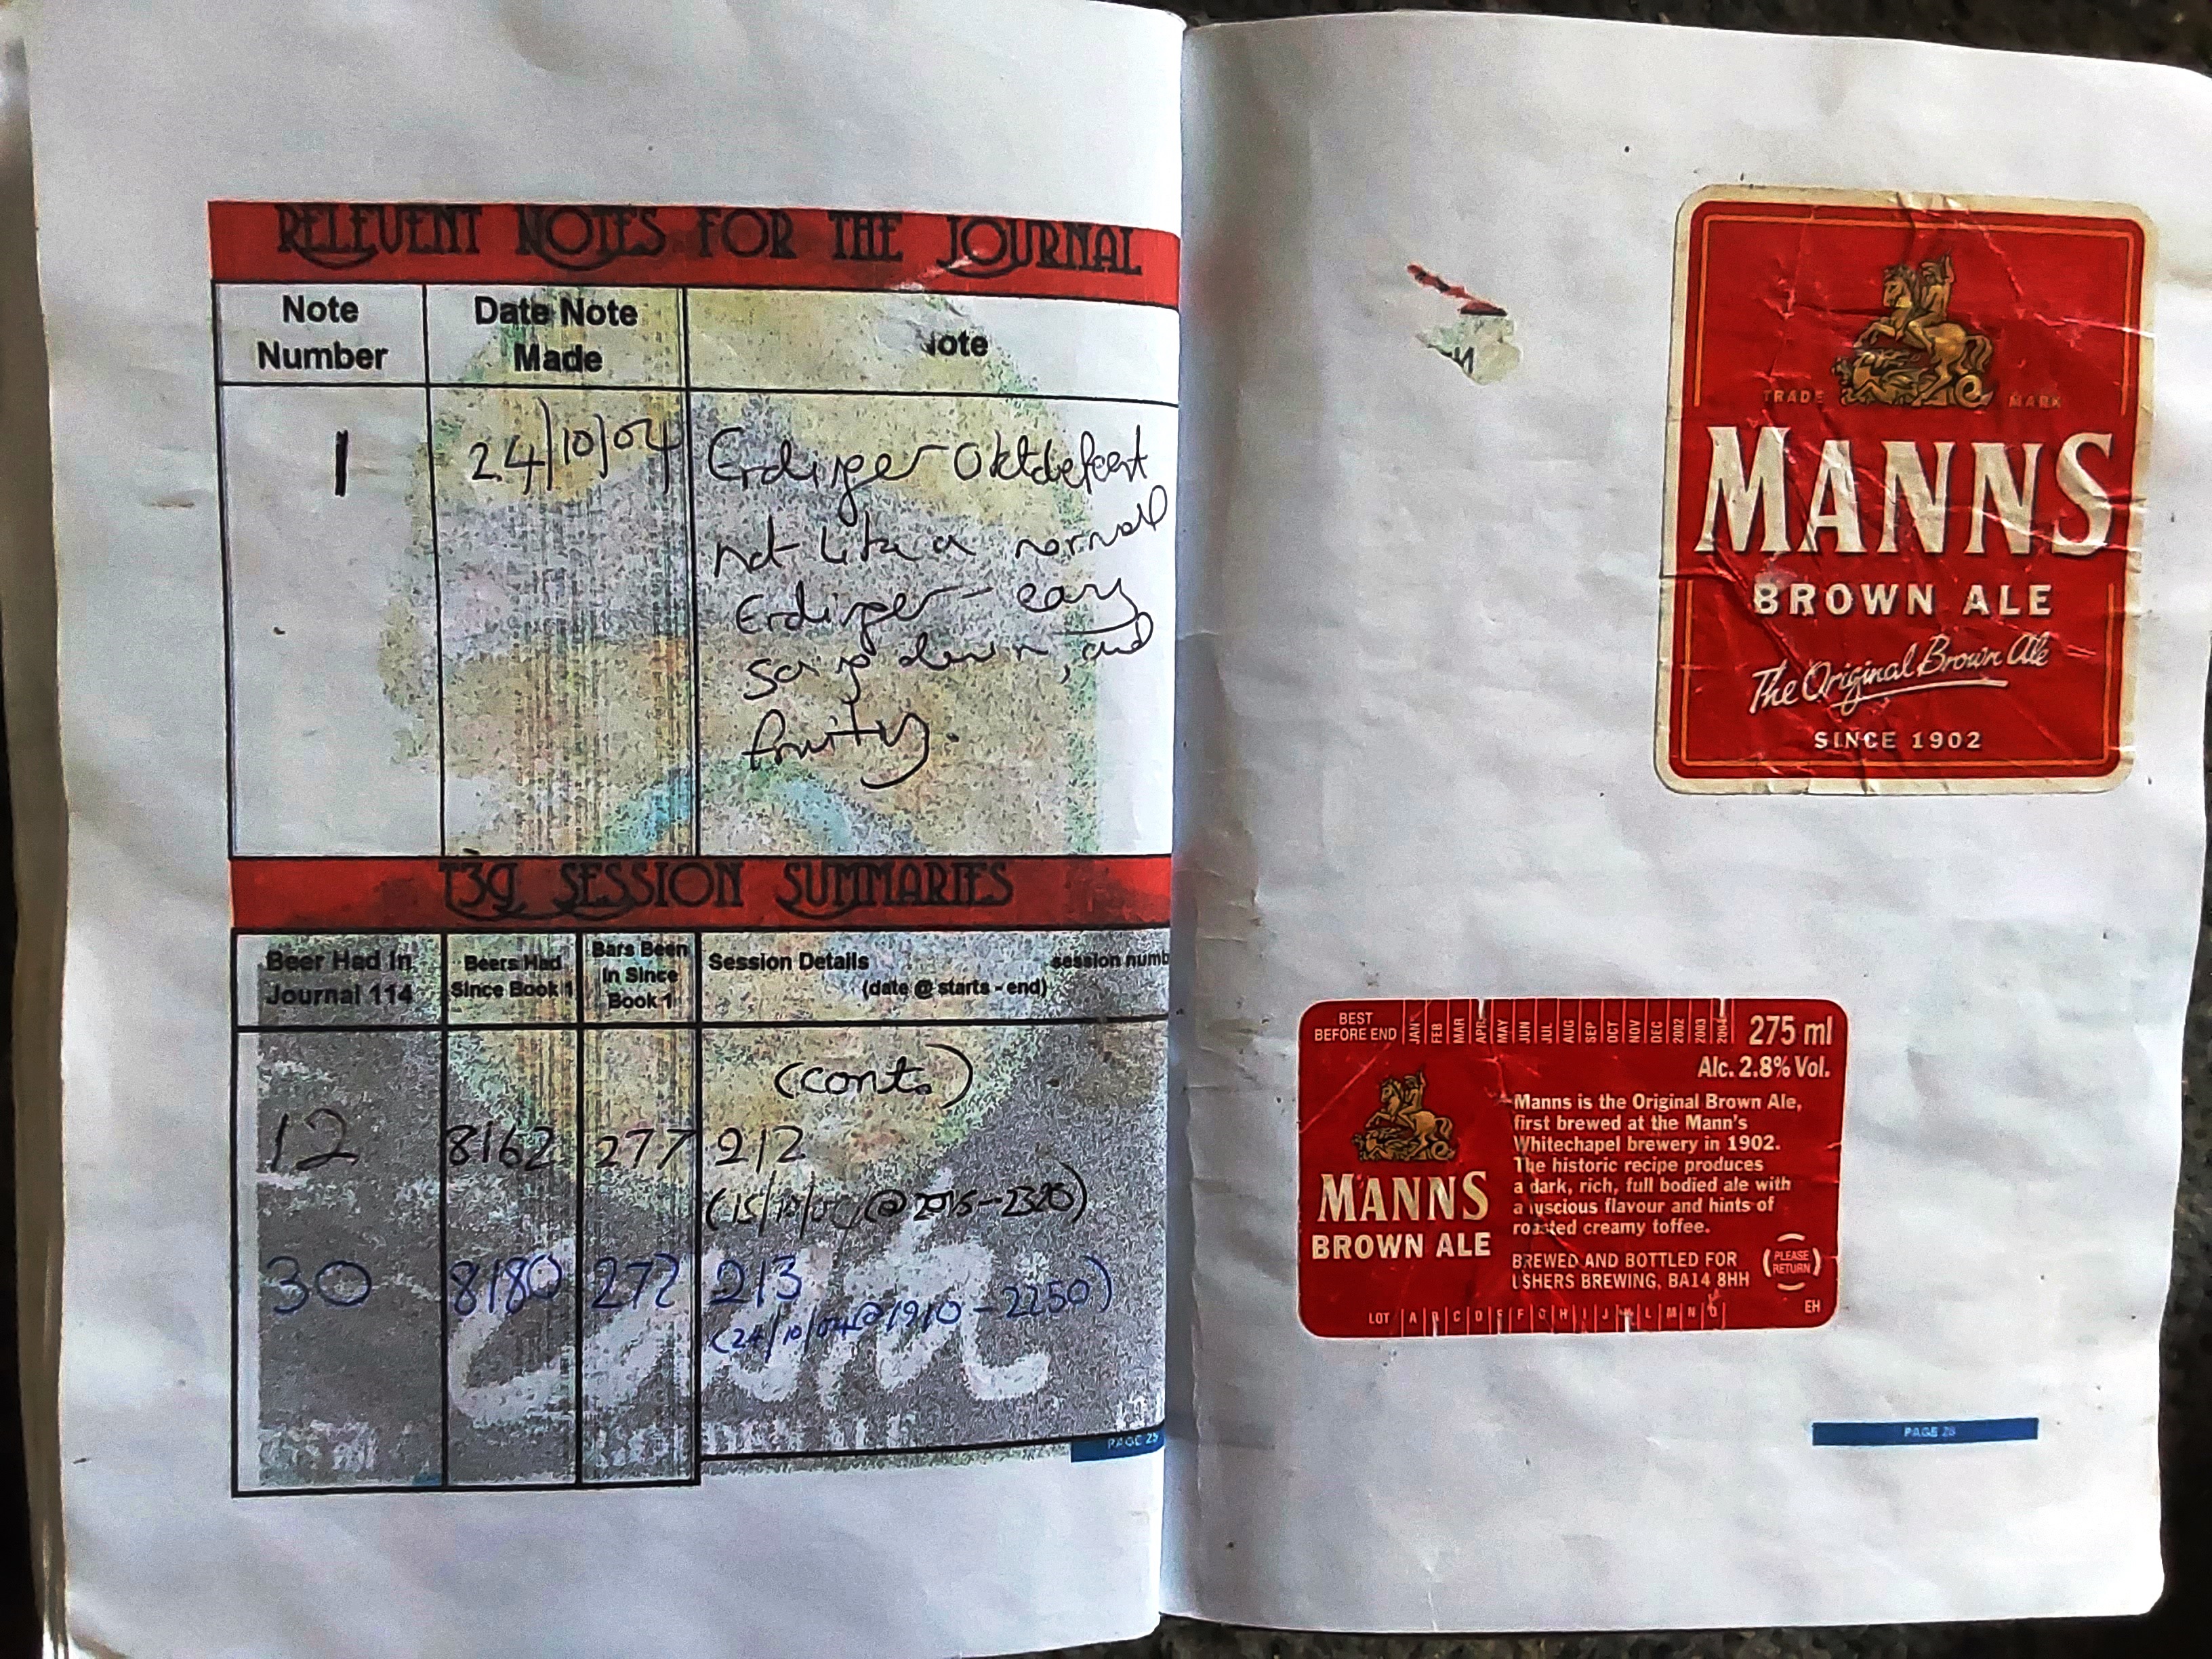 RELEVENT NOTES FOR THE JOURNAL
Note Number
Date Note Made
Note
1
24/10/04
Erdinger Oktobefest
not like a normal
Erdinger - easy
going down, and
fruity.
T3G SESSION SUMMARIES
Beer Had In Journal 114
Beers Had Since Book 1
Bars Been In Since Book 1
Session Details
(date @ starts - end)
session numb
(cont.)
12 8162 277 212
(15/10/04 @ 2015-2320)
30 8180 272 213
(24/10/04 @ 1910 - 2250)
PAGE 25
TRADE MARK
MANNS
BROWN ALE
The Original Brown Ale
SINCE 1902
BEST BEFORE END JAN FEB MAR APR MAY JUN JUL AUG SEP OCT NOV DEC 2002 2003 2004 275 ml
Alc. 2.8% Vol.
MANNS
BROWN ALE
Manns is the Original Brown Ale,
first brewed at the Mann's
Whitechapel brewery in 1902.
The historic recipe produces
a dark, rich, full bodied ale with
a luscious flavour and hints of
roasted creamy toffee.
BREWED AND BOTTLED FOR
USHERS BREWING, BA14 8HH
PLEASE RETURN
LOT A B C D E F G H I J K L M N O
EH
PAGE 26